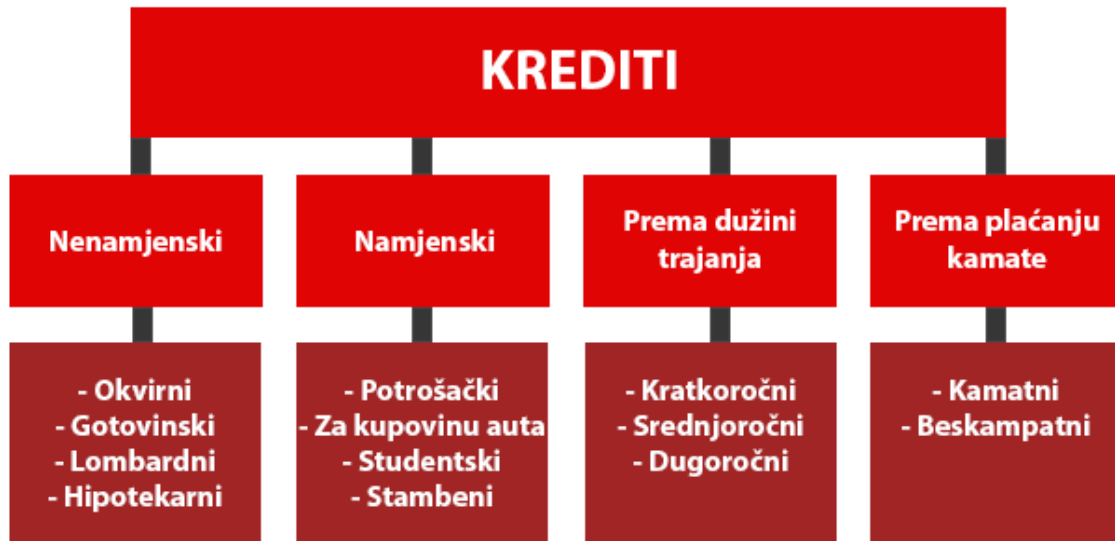 KREDITI
Nenamjenski
- Okvirni
- Gotovinski
- Lombardni
- Hipotekarni
Namjenski
- Potrošački
- Za kupovinu auta
- Studentski
- Stambeni
Prema dužini
trajanja
- Kratkoročni
- Srednjoročni
- Dugoročni
Prema plaćanju
kamate
- Kamatni
- Beskampatni